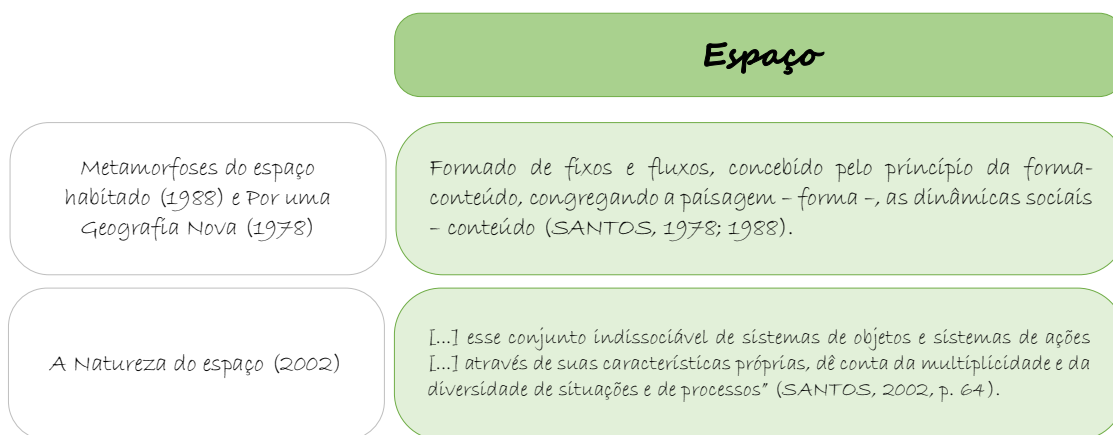 Espaço
Metamorfoses do espaço
habitado (1988) e Por uma
Geografia Nova (1978)
Formado de fixos e fluxos, concebido pelo princípio da forma-
conteúdo, congregando a paisagem – forma –, as dinâmicas sociais
– conteúdo (SANTOS, 1978; 1988).
A Natureza do espaço (2002)
[...] esse conjunto indissociável de sistemas de objetos e sistemas de ações
[...] através de suas características próprias, dê conta da multiplicidade e da
diversidade de situações e de processos” (SANTOS, 2002, p. 64).